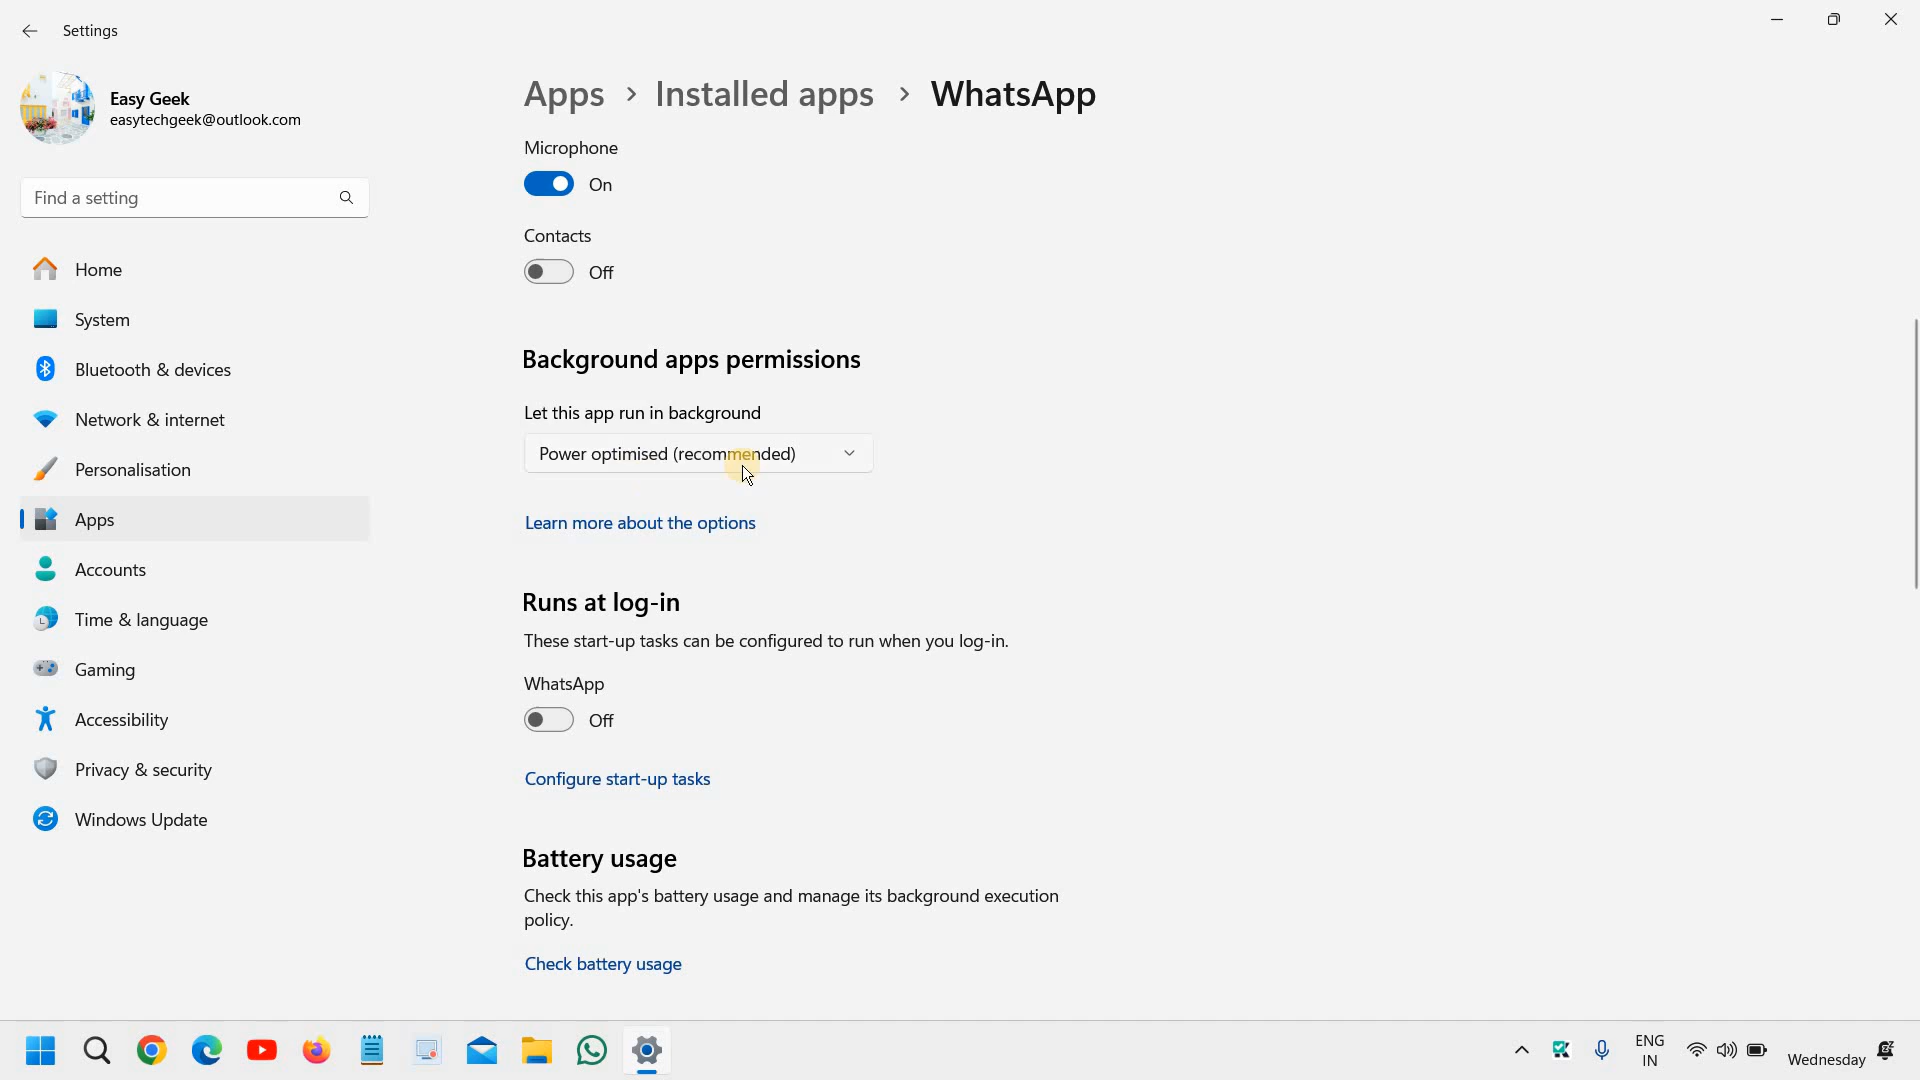 Settings
Easy Geek
easytechgeek@outlook.com
Find a setting
Home
System
Bluetooth & devices
Network & internet
Personalisation
Apps
Accounts
Time & language
Gaming
Accessibility
Privacy & security
Windows Update
Apps > Installed apps > WhatsApp
Microphone
On
Contacts
Off
Background apps permissions
Let this app run in background
Power optimised (recommended)
Learn more about the options
Runs at log-in
These start-up tasks can be configured to run when you log-in.
WhatsApp
Off
Configure start-up tasks
Battery usage
Check this app's battery usage and manage its background execution
policy.
Check battery usage
ENG
IN
Wednesday